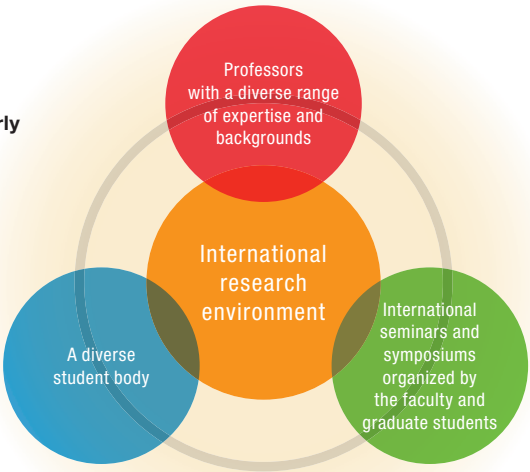 Professors
with a diverse range
of expertise and
backgrounds
rly
International
research
environment
A diverse
student body
International
seminars and
symposiums
organized by
the faculty and
graduate students